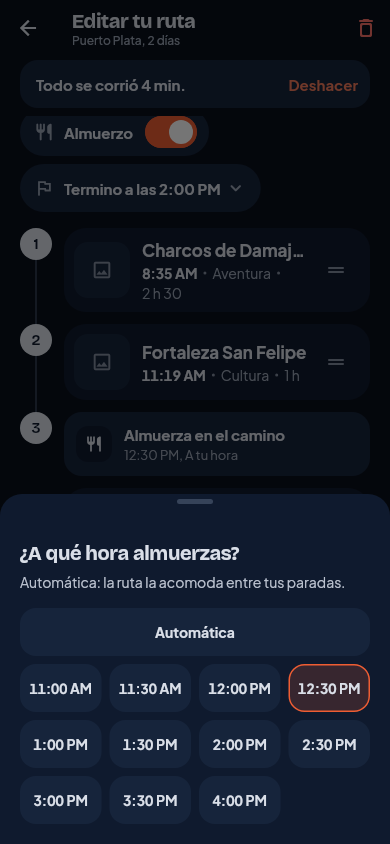 Editar tu ruta
Puerto Plata, 2 días
Todo se corrió 4 min.
Deshacer
Almuerzo
Termino a las 2:00 PM
1
Charcos de Damaj…
8:35 AM • Aventura •
2 h 30
2
Fortaleza San Felipe
11:19 AM • Cultura • 1 h
3
Almuerza en el camino
12:30 PM, A tu hora
¿A qué hora almuerzas?
Automática: la ruta la acomoda entre tus paradas.
Automática
11:00 AM 11:30 AM 12:00 PM 12:30 PM
1:00 PM 1:30 PM 2:00 PM 2:30 PM
3:00 PM 3:30 PM 4:00 PM